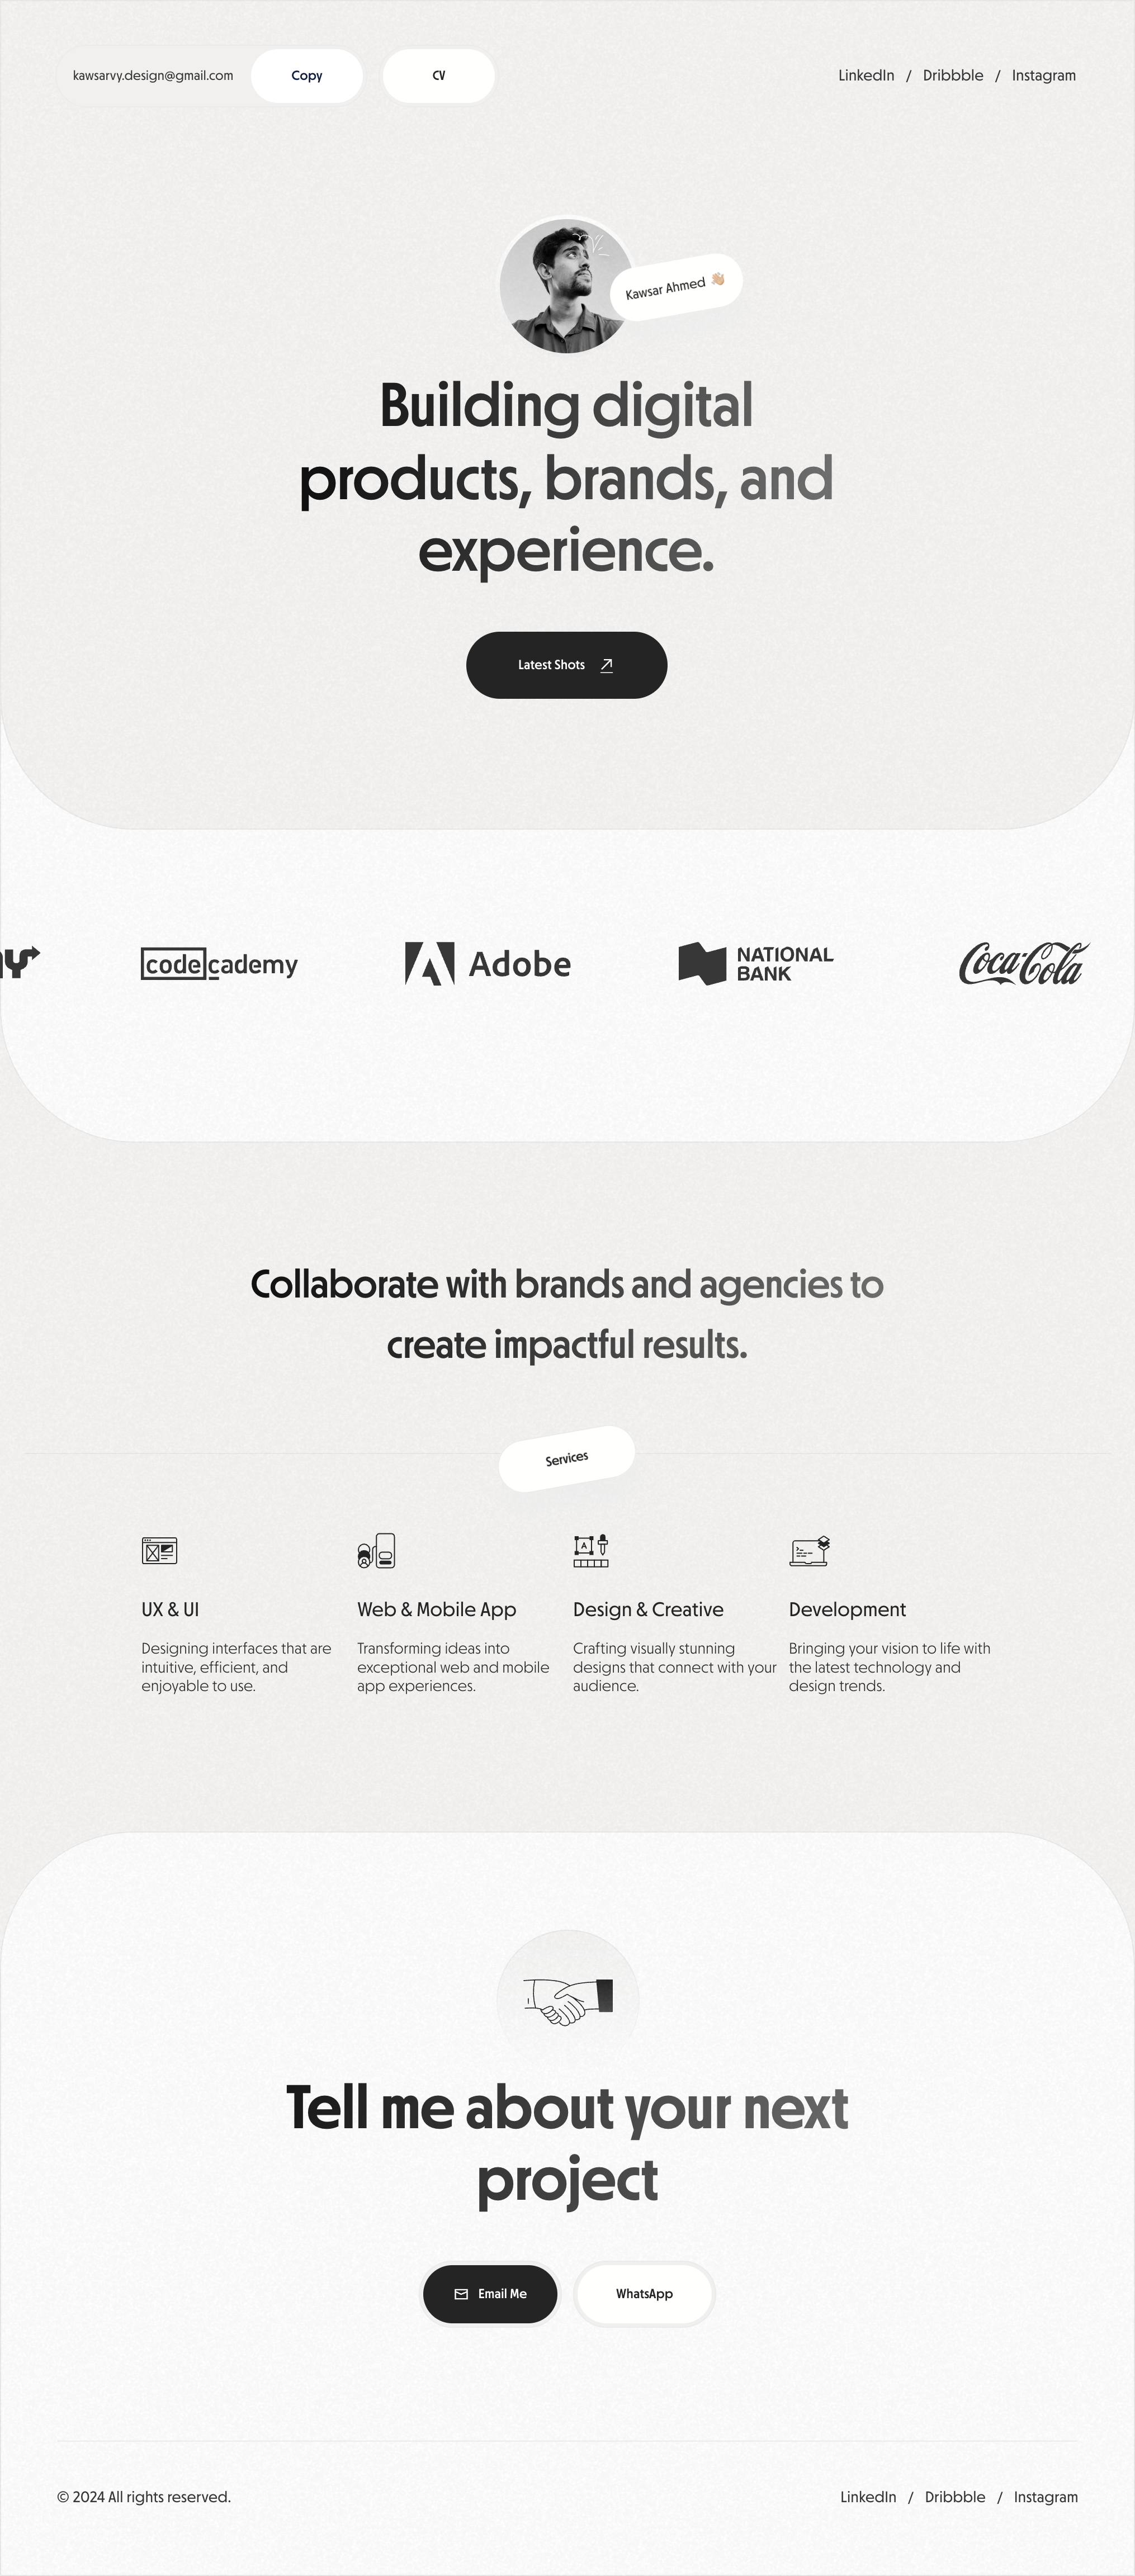 kawsarvy.design@gmail.com
Copy
CV
LinkedIn / Dribbble / Instagram
Kawsar Ahmed 👋🏼
Building digital
products, brands, and
experience.
Latest Shots
codecademy
Adobe
NATIONAL
BANK
Coca-Cola
Collaborate with brands and agencies to
create impactful results.
Services
UX & UI
Designing interfaces that are
intuitive, efficient, and
enjoyable to use.
Web & Mobile App
Transforming ideas into
exceptional web and mobile
app experiences.
Design & Creative
Crafting visually stunning
designs that connect with your
audience.
Development
Bringing your vision to life with
the latest technology and
design trends.
Tell me about your next
project
Email Me
WhatsApp
© 2024 All rights reserved.
LinkedIn / Dribbble / Instagram